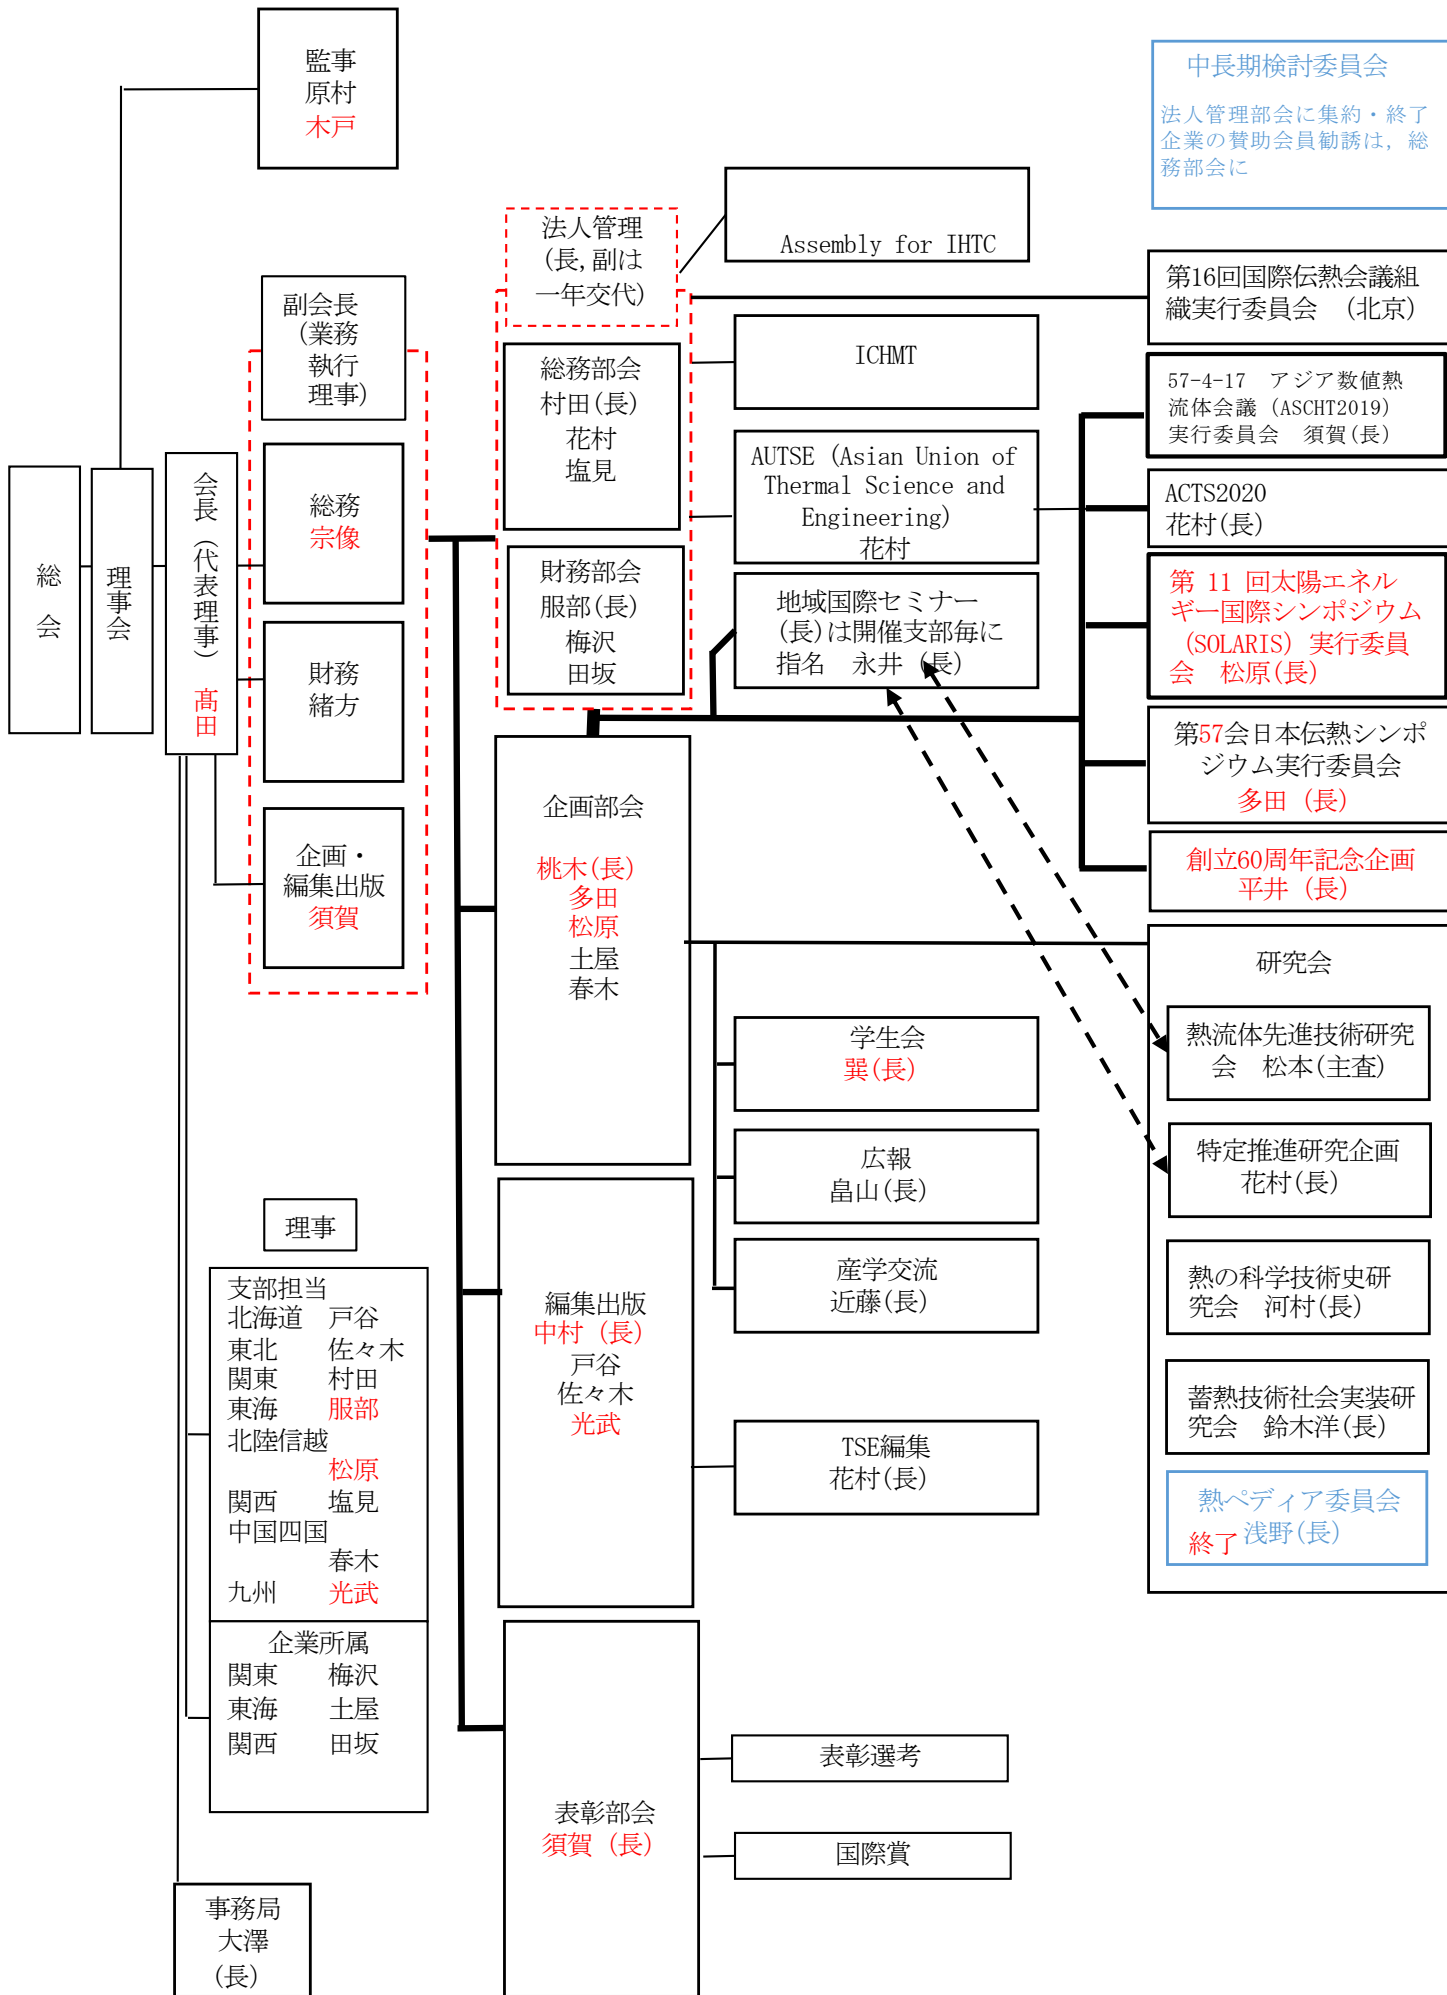 監事
原村
木戸
中長期検討委員会
法人管理部会に集約・終了
企業の賛助会員勧誘は，総
務部会に
法人管理
(長,副は
一年交代)
Assembly for IHTC
第16回国際伝熱会議組
織実行委員会　（北京）
副会長
(業務
執行
理事)
総務部会
村田(長)
花村
塩見
ICHMT
57-4-17　アジア数値熱
流体会議（ASCHT2019）
実行委員会　須賀(長)
AUTSE（Asian Union of
Thermal Science and
Engineering)
花村
ACTS2020
花村(長)
総　会
理事会
会長（代表理事）　髙田
総務
宗像
財務部会
服部(長)
梅沢
田坂
地域国際セミナー
(長)は開催支部毎に
指名　永井（長)
第 11 回太陽エネル
ギー国際シンポジウム
（SOLARIS）実行委員
会　松原(長)
財務
緒方
第57会日本伝熱シンポ
ジウム実行委員会
多田（長）
企画部会
桃木(長)
多田
松原
土屋
春木
企画・
編集出版
須賀
創立60周年記念企画
平井（長）
研究会
学生会
巽(長)
熱流体先進技術研究
会　松本(主査)
広報
畠山(長)
特定推進研究企画
花村(長)
理事
産学交流
近藤(長)
熱の科学技術史研
究会　河村(長)
支部担当
北海道　戸谷
東北　　佐々木
関東　　村田
東海　　服部
北陸信越
松原
関西　　塩見
中国四国
春木
九州　　光武
編集出版
中村（長）
戸谷
佐々木
光武
蓄熱技術社会実装研
究会　鈴木洋(長)
TSE編集
花村(長)
熱ペディア委員会
終了 浅野(長)
企業所属
関東　　梅沢
東海　　土屋
関西　　田坂
表彰部会
須賀（長）
表彰選考
国際賞
事務局
大澤
(長)